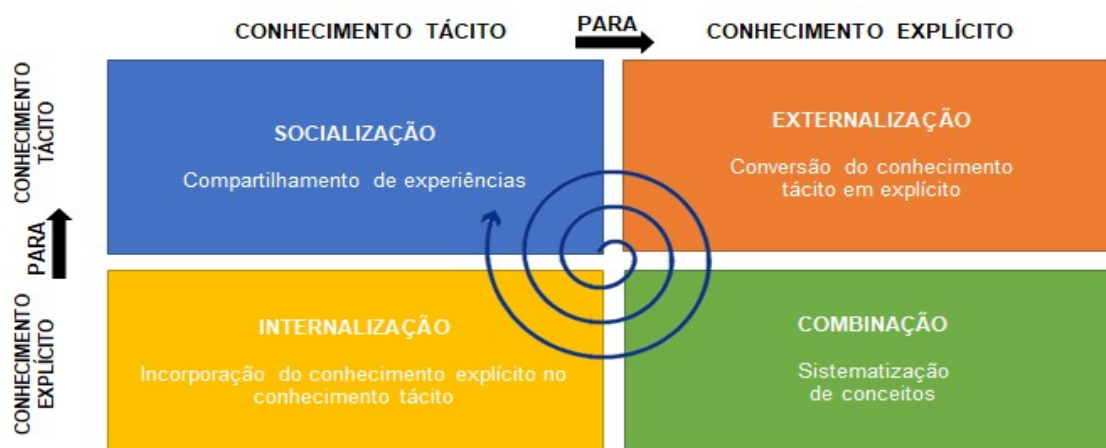 CONHECIMENTO TÁCITO
PARA
CONHECIMENTO EXPLÍCITO
CONHECIMENTO
TÁCITO
PARA
CONHECIMENTO
EXPLÍCITO
SOCIALIZAÇÃO
Compartilhamento de experiências
EXTERNALIZAÇÃO
Conversão do conhecimento
tácito em explícito
INTERNALIZAÇÃO
Incorporação do conhecimento explícito no
conhecimento tácito
COMBINAÇÃO
Sistematização
de conceitos